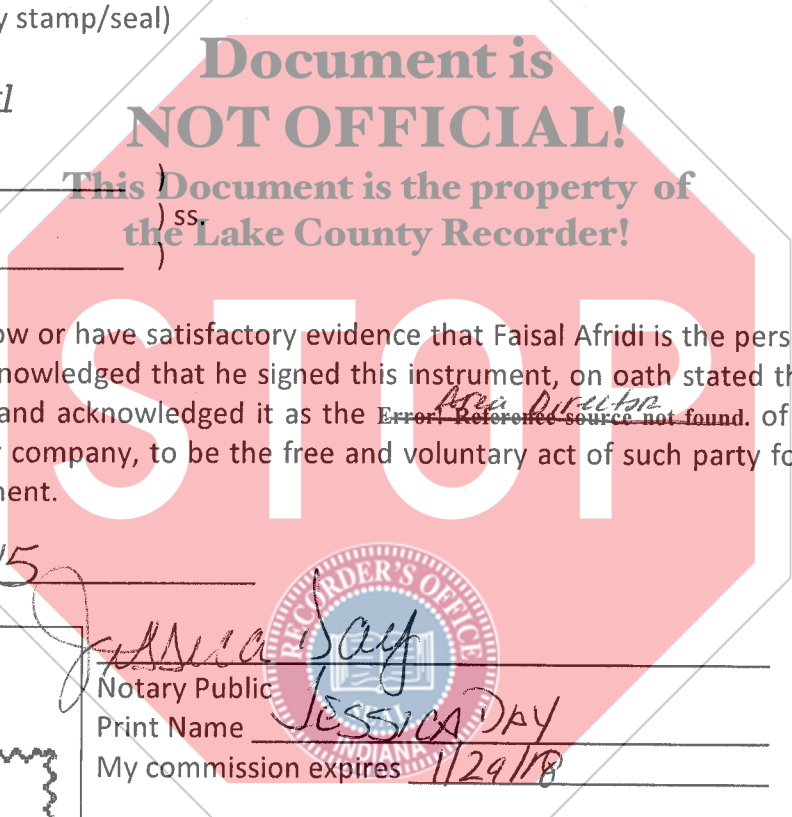 y stamp/seal)
Document is
NOT OFFICIAL!
This Document is the property of
) ss.
the Lake County Recorder!
)
STOP
ow or have satisfactory evidence that Faisal Afridi is the pers
nowledged that he signed this instrument, on oath stated th
Area Director
and acknowledged it as the Error! Reference source not found. of
company, to be the free and voluntary act of such party fo
ment.
15
RECORDER'S OFFICE
SEAL
INDIANA
Jessica Day
Notary Public
Print Name JESSICA DAY
My commission expires 1/29/18